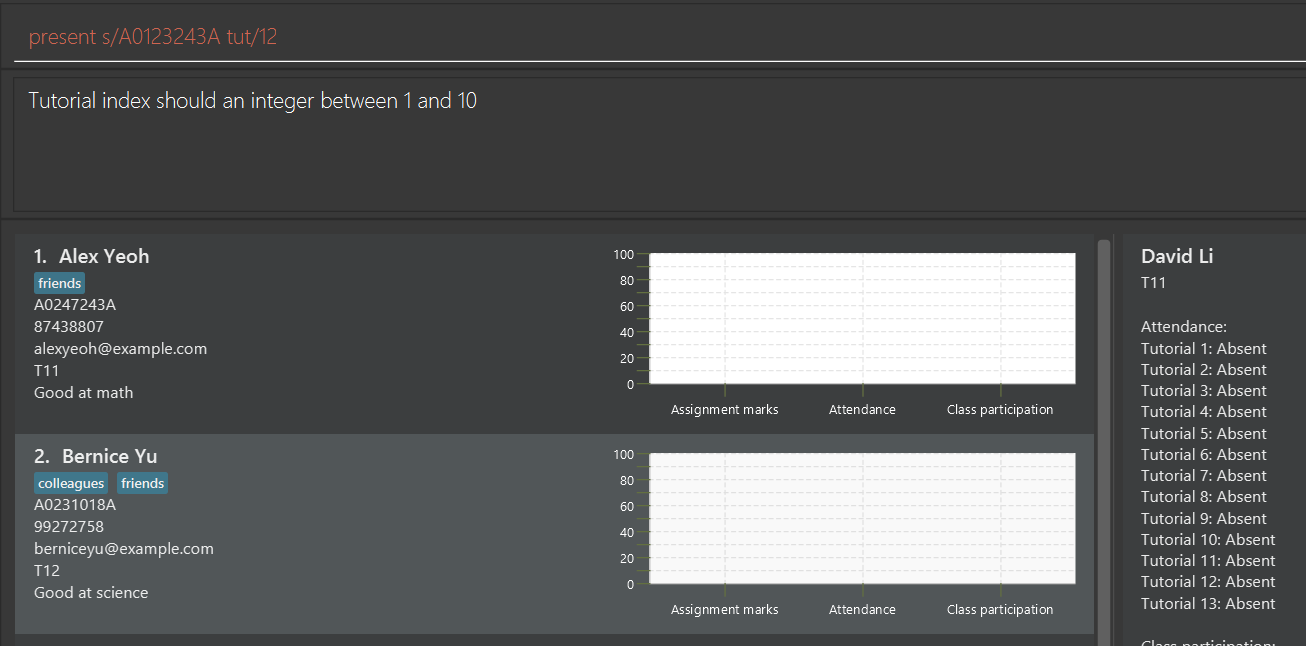 present s/A0123243A tut/12
Tutorial index should an integer between 1 and 10
1. Alex Yeoh
friends
A0247243A
87438807
alexyeoh@example.com
T11
Good at math
100
80
60
40
20
0
Assignment marks Attendance Class participation
2. Bernice Yu
colleagues friends
A0231018A
99272758
berniceyu@example.com
T12
Good at science
100
80
60
40
20
0
Assignment marks Attendance Class participation
David Li
T11
Attendance:
Tutorial 1: Absent
Tutorial 2: Absent
Tutorial 3: Absent
Tutorial 4: Absent
Tutorial 5: Absent
Tutorial 6: Absent
Tutorial 7: Absent
Tutorial 8: Absent
Tutorial 9: Absent
Tutorial 10: Absent
Tutorial 11: Absent
Tutorial 12: Absent
Tutorial 13: Absent
Class participation: